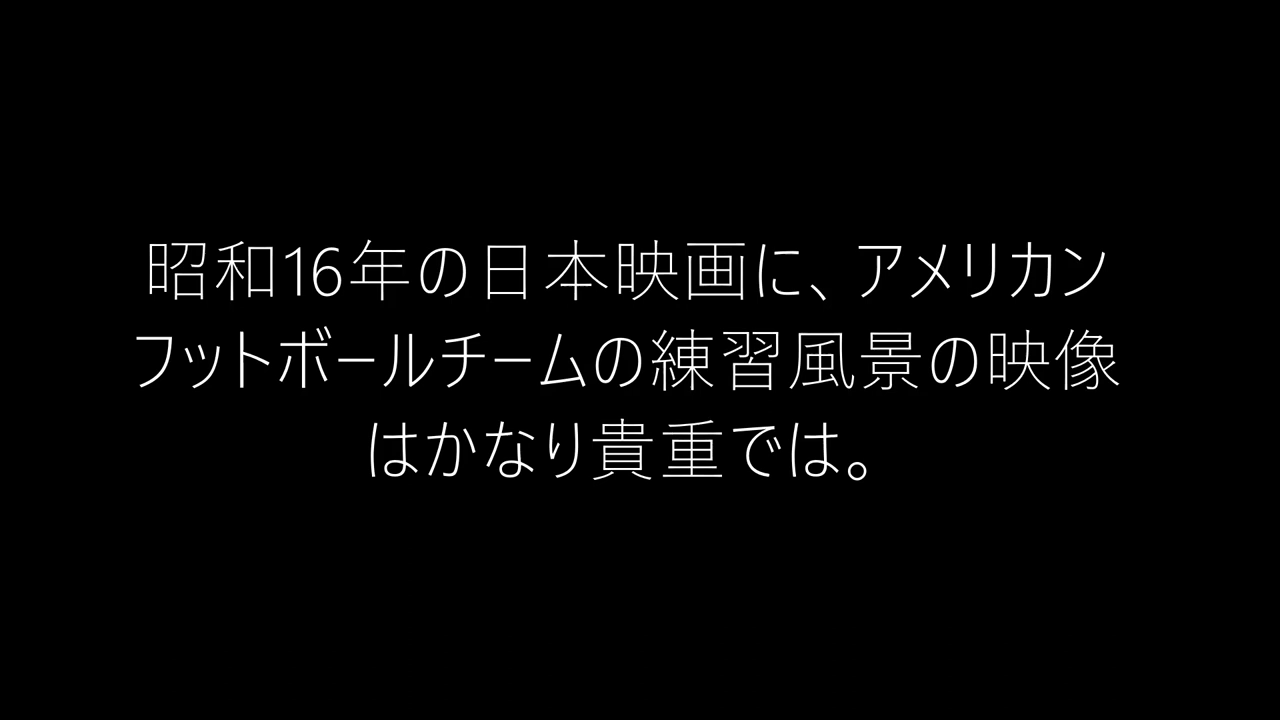 昭和16年の日本映画に、アメリカン
フットボールチームの練習風景の映像
はかなり貴重では。